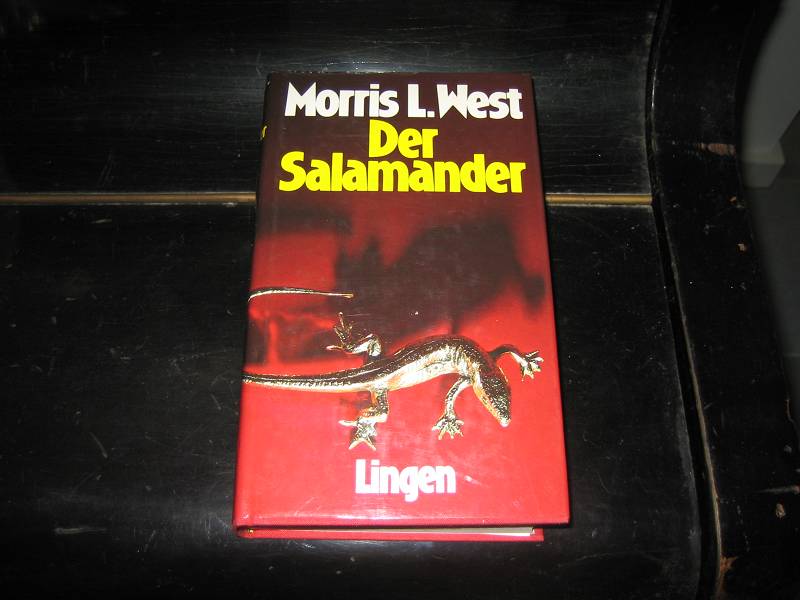 Morris L. West
Der
Salamander
Lingen